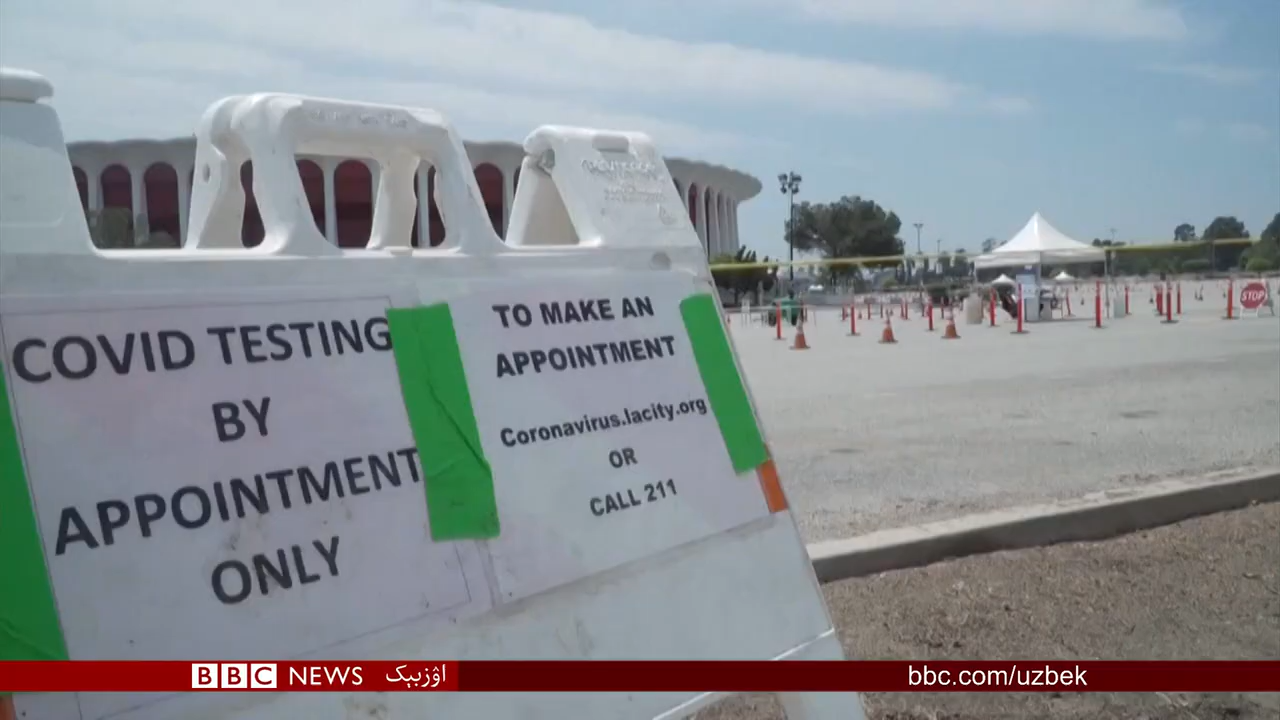 COVID TESTING
BY
APPOINTMENT
ONLY
TO MAKE AN
APPOINTMENT
Coronavirus.lacity.org
OR
CALL 211
STOP
BBC NEWS اۉزبېک
bbc.com/uzbek